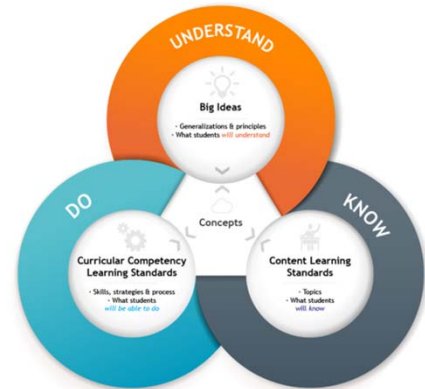 UNDERSTAND
Big Ideas
- Generalizations & principles
- What students will understand
Concepts
DO
Curricular Competency
Learning Standards
- Skills, strategies & process
- What students
will be able to do
KNOW
Content Learning
Standards
- Topics
- What students
will know